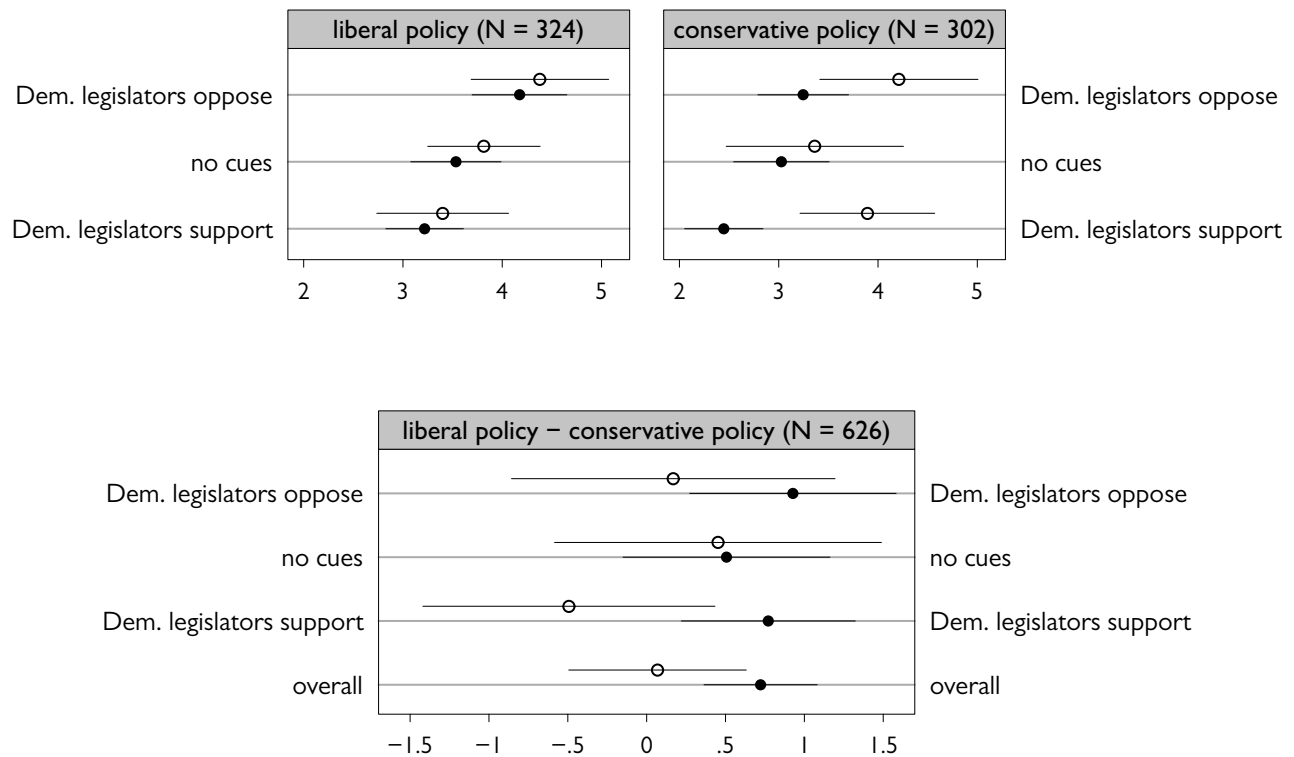 liberal policy (N = 324)
conservative policy (N = 302)
Dem. legislators oppose
Dem. legislators oppose
no cues
no cues
Dem. legislators support
Dem. legislators support
2 3 4 5
2 3 4 5
liberal policy − conservative policy (N = 626)
Dem. legislators oppose
Dem. legislators oppose
no cues
no cues
Dem. legislators support
Dem. legislators support
overall
overall
−1.5 −1 −.5 0 .5 1 1.5